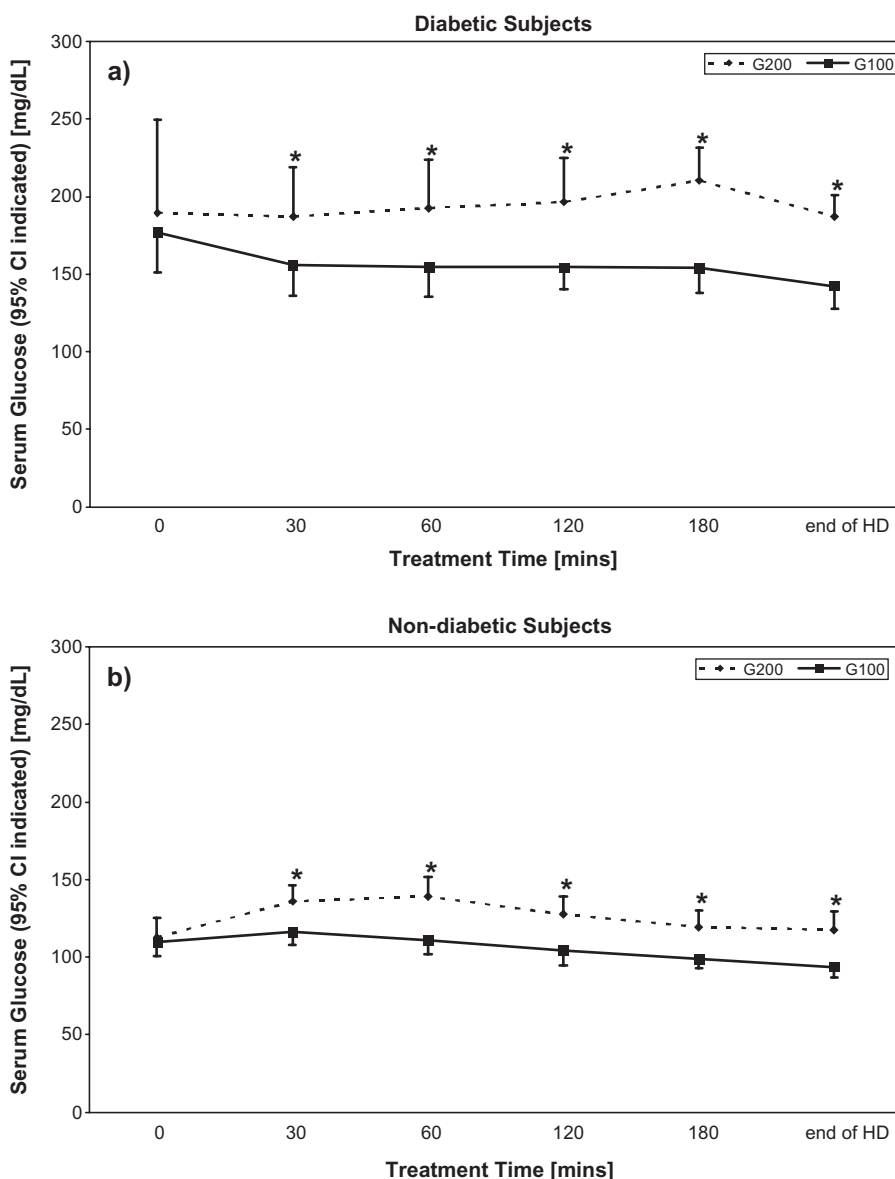 Diabetic Subjects
a)
G200 G100
Serum Glucose (95% CI indicated) [mg/dL]
300
250
200
150
100
50
0
* * * * *
0 30 60 120 180 end of HD
Treatment Time [mins]
Non-diabetic Subjects
b)
G200 G100
Serum Glucose (95% CI indicated) [mg/dL]
300
250
200
150
100
50
0
* * * * *
0 30 60 120 180 end of HD
Treatment Time [mins]